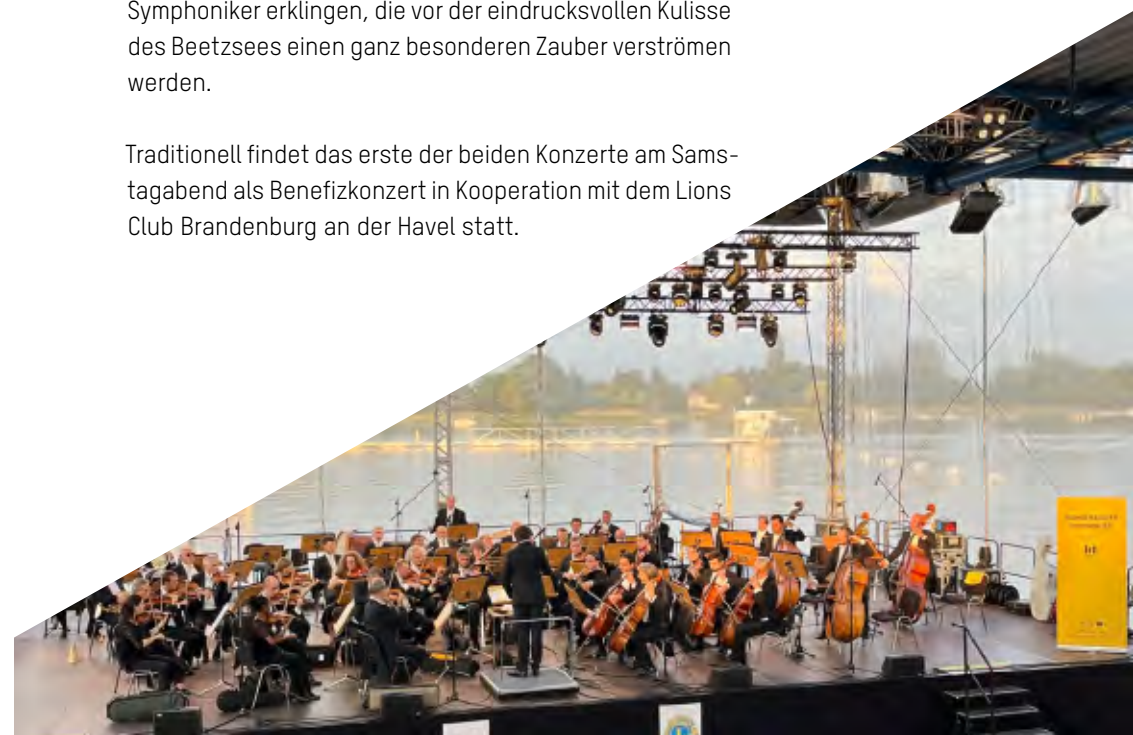 Symphoniker erklingen, die vor der eindrucksvollen Kulisse
des Beetzsees einen ganz besonderen Zauber verströmen
werden.
Traditionell findet das erste der beiden Konzerte am Sams-
tagabend als Benefizkonzert in Kooperation mit dem Lions
Club Brandenburg an der Havel statt.